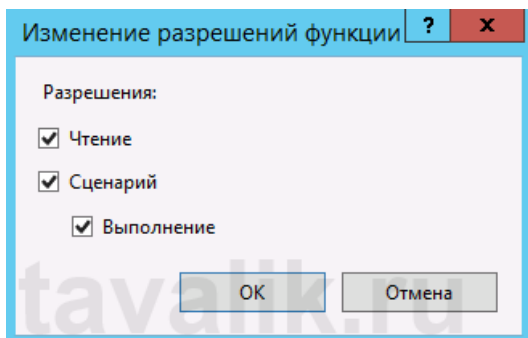 Изменение разрешений функции ? x
Разрешения:
Чтение
Сценарий
Выполнение
OK Отмена
tavalik.ru